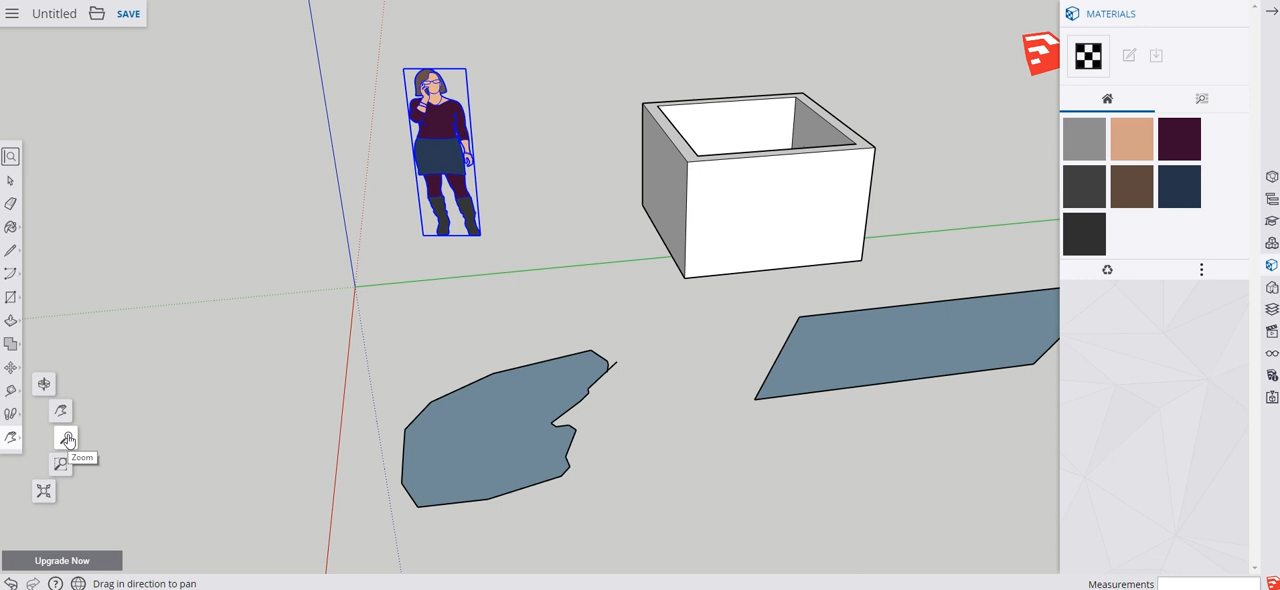 Untitled
SAVE
MATERIALS
Zoom
Upgrade Now
Drag in direction to pan
Measurements